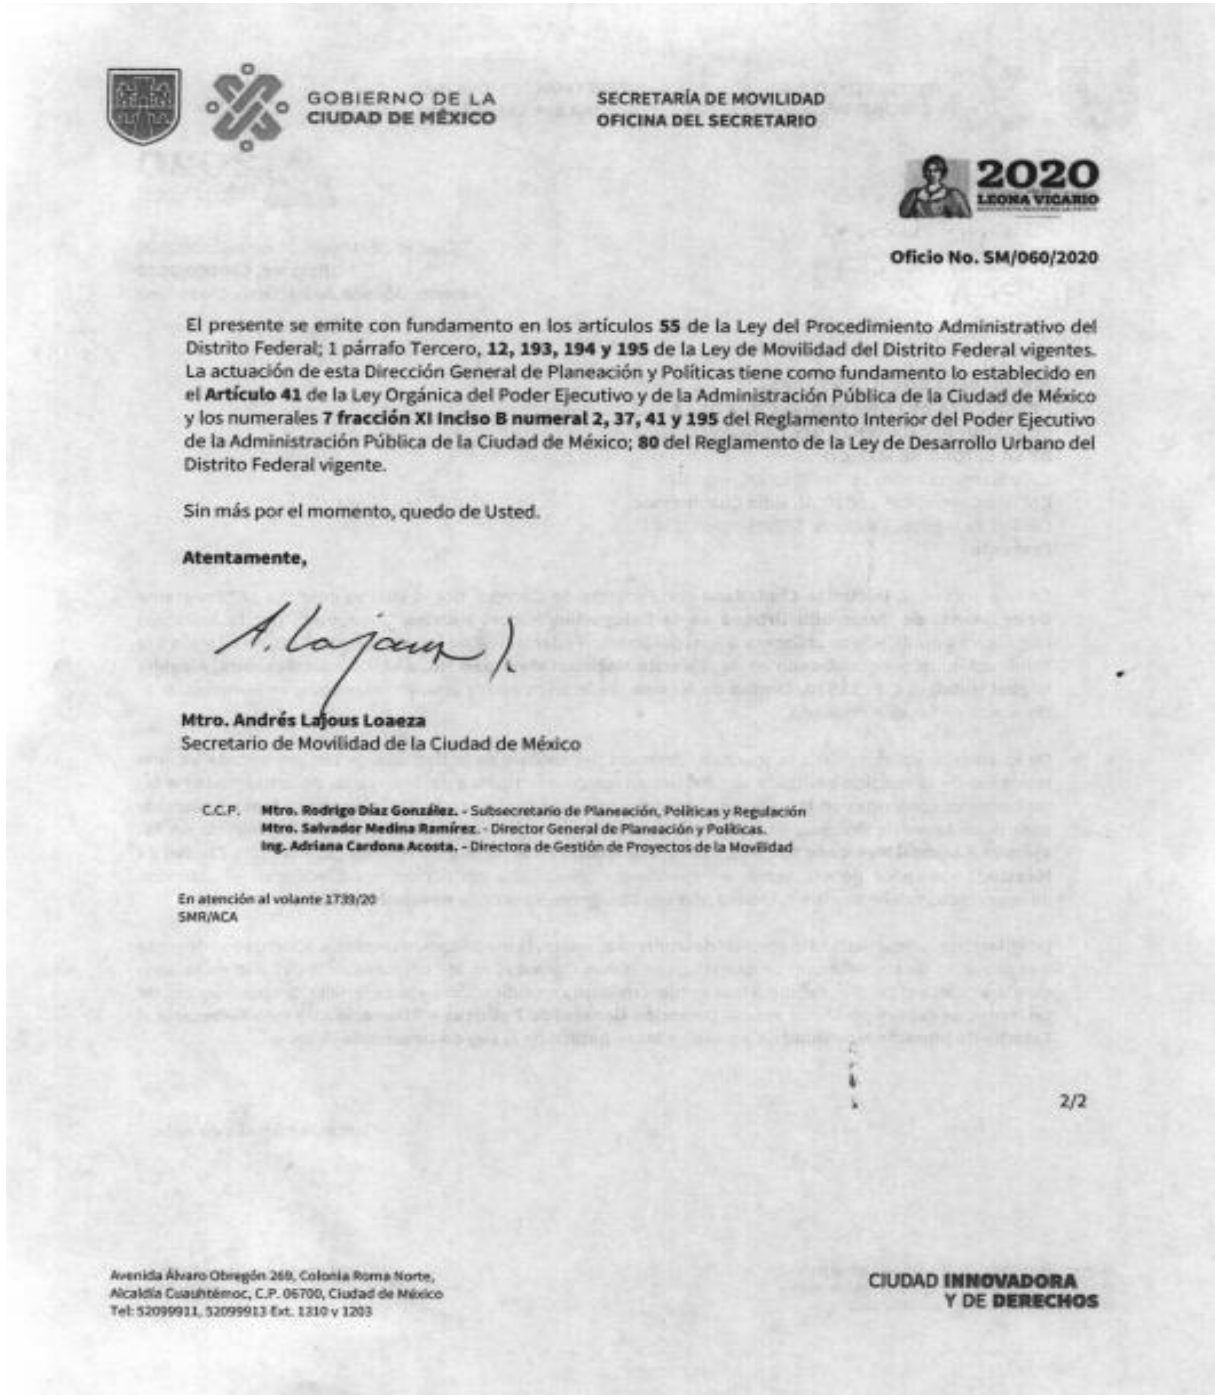 GOBIERNO DE LA
CIUDAD DE MÉXICO
SECRETARÍA DE MOVILIDAD
OFICINA DEL SECRETARIO
2020
LEONA VICARIO
Oficio No. SM/060/2020
El presente se emite con fundamento en los artículos 55 de la Ley del Procedimiento Administrativo del
Distrito Federal; 1 párrafo Tercero, 12, 193, 194 y 195 de la Ley de Movilidad del Distrito Federal vigentes.
La actuación de esta Dirección General de Planeación y Políticas tiene como fundamento lo establecido en
el Artículo 41 de la Ley Orgánica del Poder Ejecutivo y de la Administración Pública de la Ciudad de México
y los numerales 7 fracción XI Inciso B numeral 2, 37, 41 y 195 del Reglamento Interior del Poder Ejecutivo
de la Administración Pública de la Ciudad de México; 80 del Reglamento de la Ley de Desarrollo Urbano del
Distrito Federal vigente.
Sin más por el momento, quedo de Usted.
Atentamente,
A. Lajous
Mtro. Andrés Lajous Loaeza
Secretario de Movilidad de la Ciudad de México
C.C.P. Mtro. Rodrigo Díaz González. - Subsecretario de Planeación, Políticas y Regulación
Mtro. Salvador Medina Ramírez. - Director General de Planeación y Políticas.
Ing. Adriana Cardona Acosta. - Directora de Gestión de Proyectos de la Movilidad
En atención al volante 1739/20
SMR/ACA
2/2
Avenida Álvaro Obregón 269, Colonia Roma Norte,
Alcaldía Cuauhtémoc, C.P. 06700, Ciudad de México
Tel: 52099911, 52099913 Ext. 1310 y 1203
CIUDAD INNOVADORA
Y DE DERECHOS